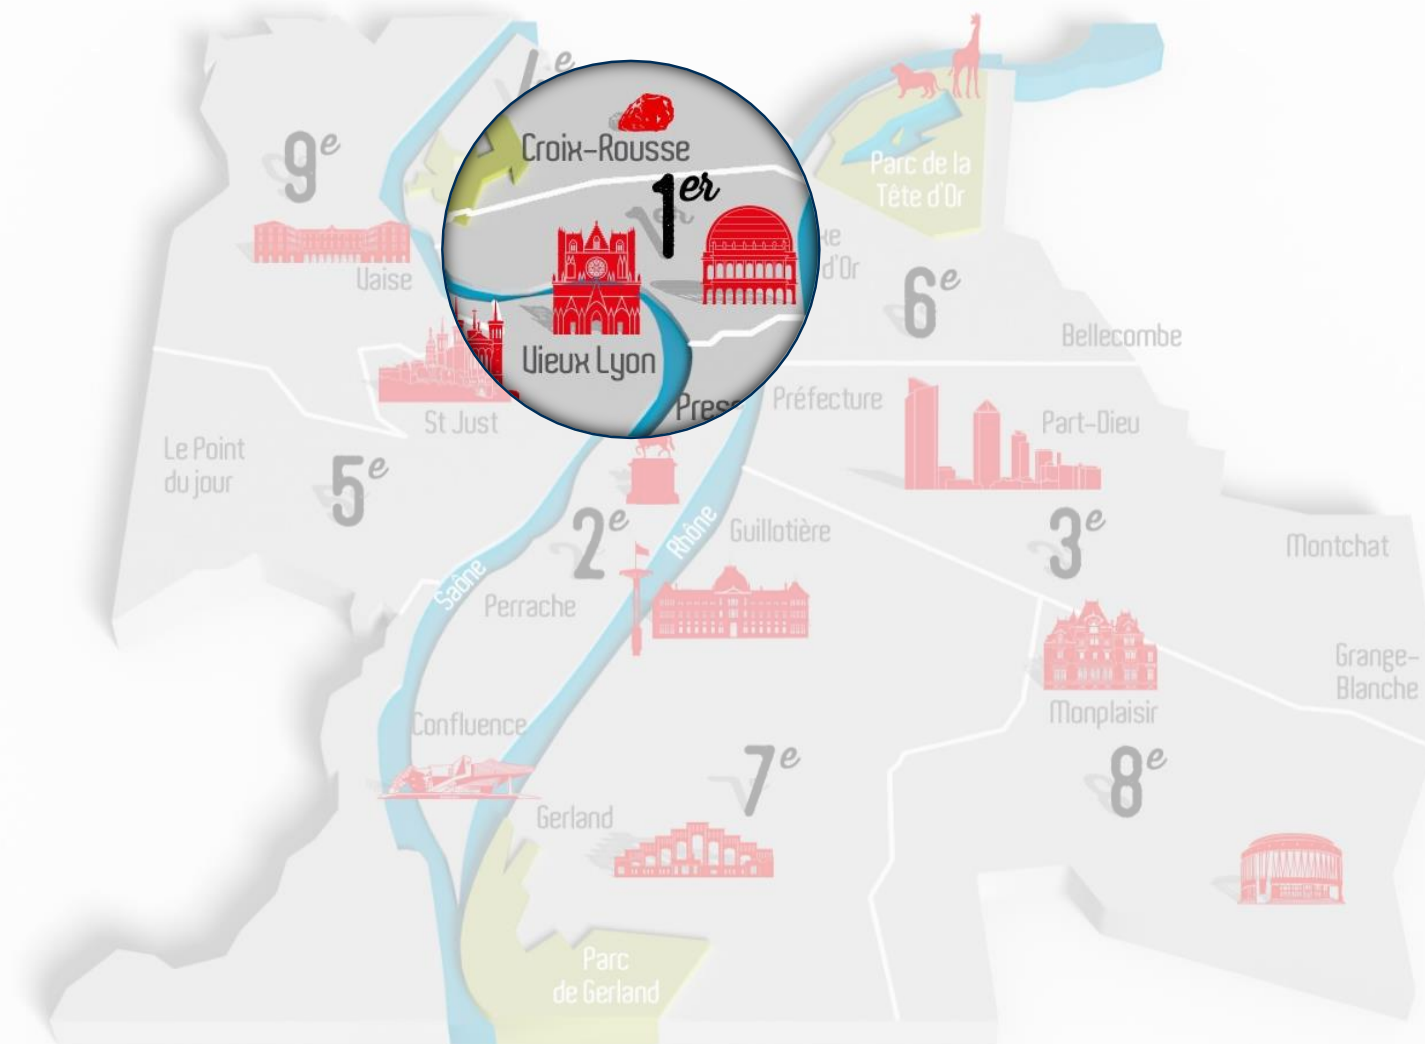 9e
Croix-Rousse
1er
Parc de la
Tête d'Or
Vaise
d'Or
6e
Vieux Lyon
Bellecombe
Préfecture
St Just
Part-Dieu
Le Point
du jour
5e
2e
Rhône
Guillotière
3e
Montchat
Saône
Perrache
Grange-
Blanche
Monplaisir
Confluence
7e
8e
Gerland
Parc
de Gerland